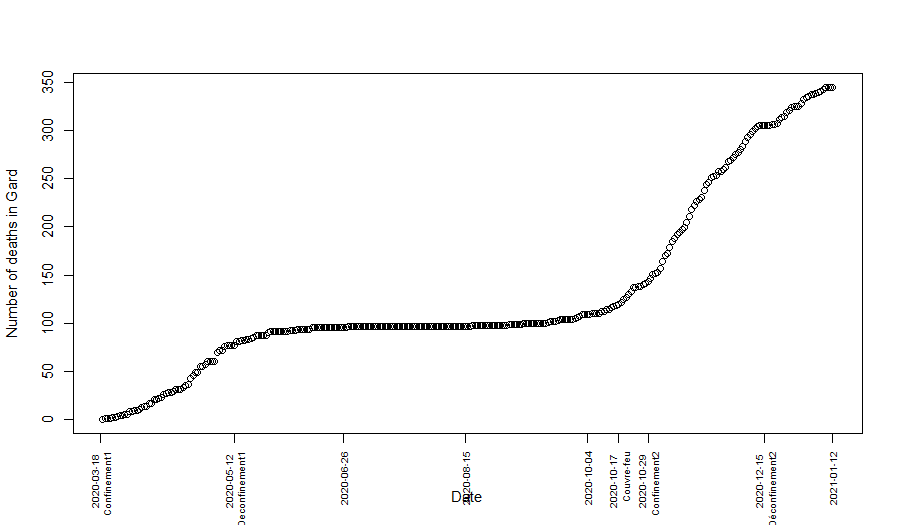 Number of deaths in Gard
350
300
250
200
150
100
50
0
2020-03-18
Confinement1
2020-05-12
Déconfinement1
2020-06-26
2020-08-15
2020-10-04
2020-10-17
Couvre-feu
2020-10-29
Confinement2
2020-12-15
Déconfinement2
2021-01-12
Date